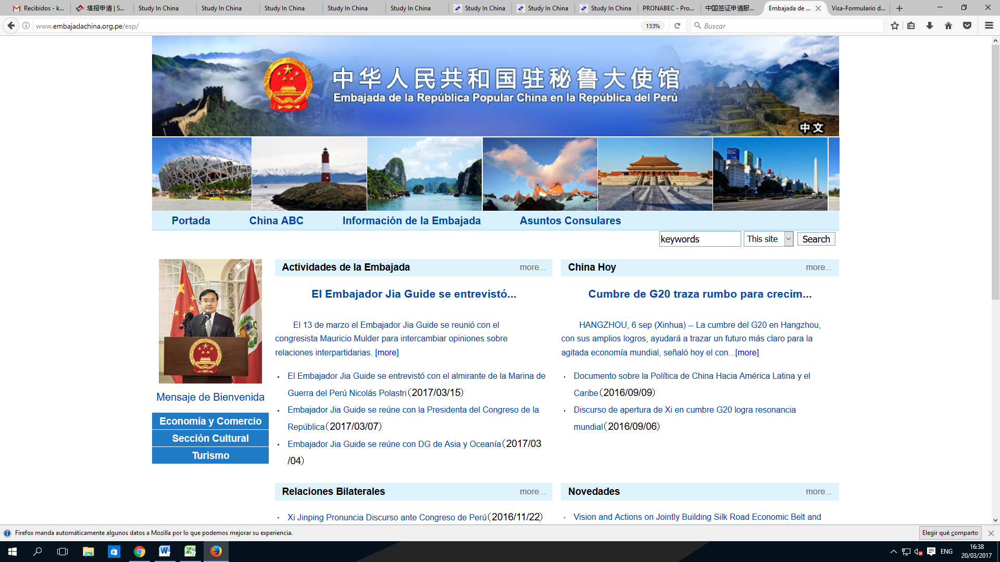 Recibidos - k...
填报申请 | S...
Study In China
Study In China
Study In China
Study In China
Study In China
Study In China
Study In China
Study In China
PRONABEC - Pro...
中国签证申请服...
Embajada de ...
Visa-Formulario d...
www.embajadachina.org.pe/esp/
133%
Buscar
中华人民共和国驻秘鲁大使馆
Embajada de la República Popular China en la República del Perú
中文
Portada
China ABC
Información de la Embajada
Asuntos Consulares
keywords
This site
Search
Mensaje de Bienvenida
Economía y Comercio
Sección Cultural
Turismo
Actividades de la Embajada
more...
El Embajador Jia Guide se entrevistó...
El 13 de marzo el Embajador Jia Guide se reunió con el
congresista Mauricio Mulder para intercambiar opiniones sobre
relaciones interpartidarias. [more]
El Embajador Jia Guide se entrevistó con el almirante de la Marina de
Guerra del Perú Nicolás Polastri（2017/03/15）
Embajador Jia Guide se reúne con la Presidenta del Congreso de la
República（2017/03/07）
Embajador Jia Guide se reúne con DG de Asia y Oceanía（2017/03
/04）
China Hoy
more...
Cumbre de G20 traza rumbo para crecim...
HANGZHOU, 6 sep (Xinhua) -- La cumbre del G20 en Hangzhou,
con sus amplios logros, ayudará a trazar un futuro más claro para la
agitada economía mundial, señaló hoy el con...[more]
Documento sobre la Política de China Hacia América Latina y el
Caribe（2016/09/09）
Discurso de apertura de Xi en cumbre G20 logra resonancia
mundial（2016/09/06）
Relaciones Bilaterales
more...
Xi Jinping Pronuncia Discurso ante Congreso de Perú（2016/11/22）
Novedades
more...
Vision and Actions on Jointly Building Silk Road Economic Belt and
Firefox manda automáticamente algunos datos a Mozilla por lo que podemos mejorar su experiencia.
Elegir qué comparto
ENG
16:38
20/03/2017